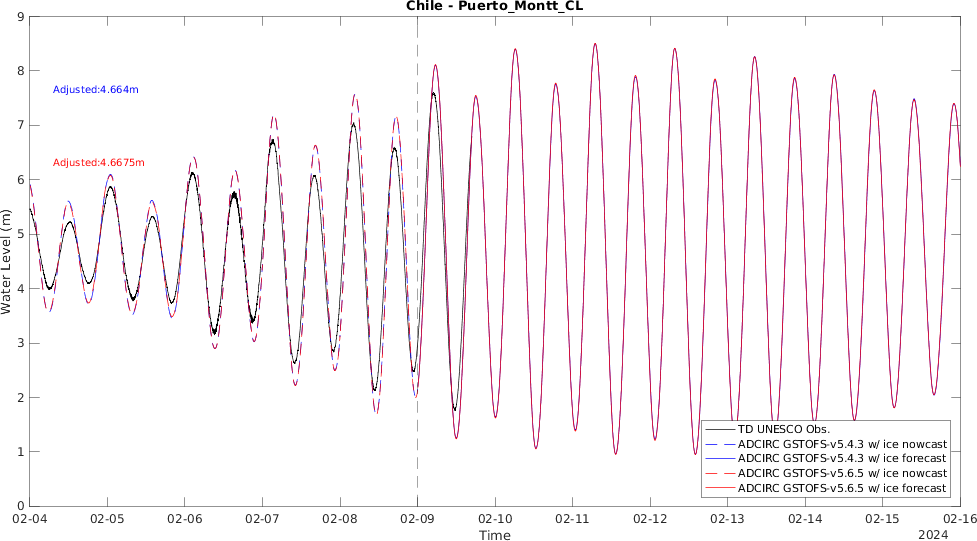 Chile - Puerto_Montt_CL
9
8
7
6
5
4
3
2
1
0
Water Level (m)
Adjusted:4.664m
Adjusted:4.6675m
TD UNESCO Obs.
ADCIRC GSTOFS-v5.4.3 w/ ice nowcast
ADCIRC GSTOFS-v5.4.3 w/ ice forecast
ADCIRC GSTOFS-v5.6.5 w/ ice nowcast
ADCIRC GSTOFS-v5.6.5 w/ ice forecast
02-04 02-05 02-06 02-07 02-08 02-09 02-10 02-11 02-12 02-13 02-14 02-15 02-16
Time
2024